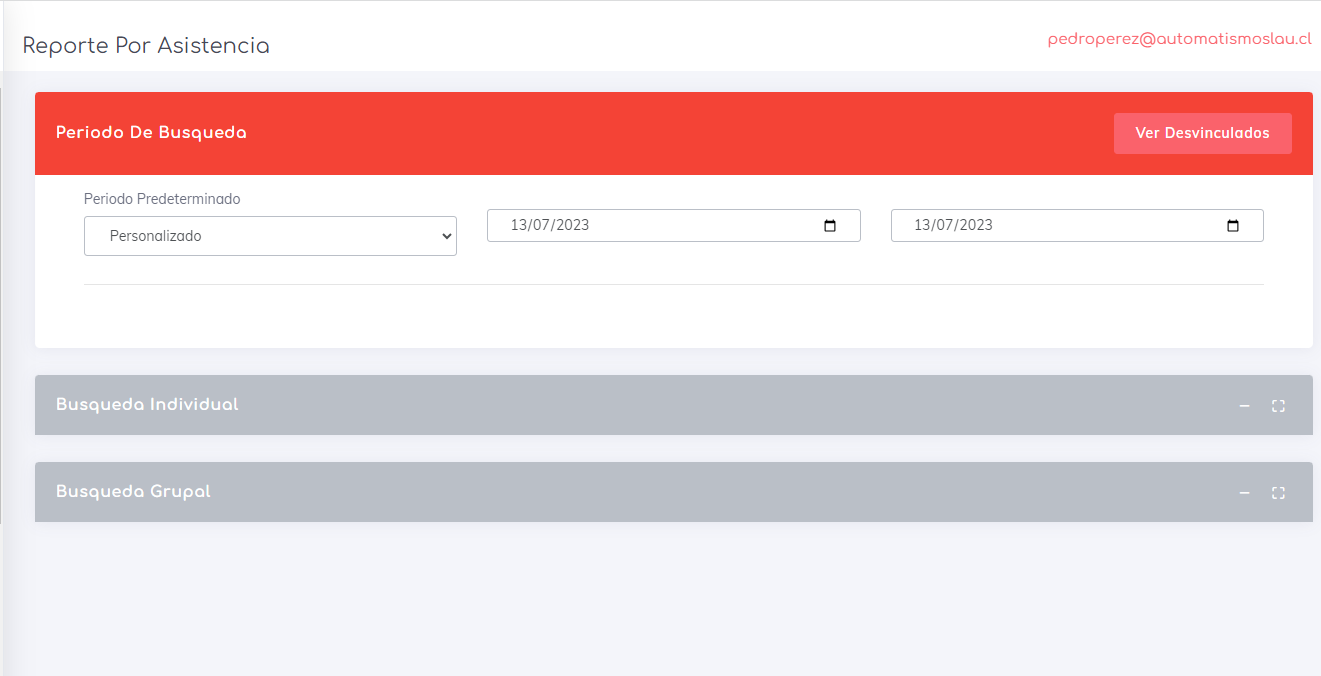 Reporte Por Asistencia
pedroperez@automatismoslau.cl
Periodo De Busqueda
Ver Desvinculados
Periodo Predeterminado
Personalizado
13/07/2023
13/07/2023
Busqueda Individual
Busqueda Grupal